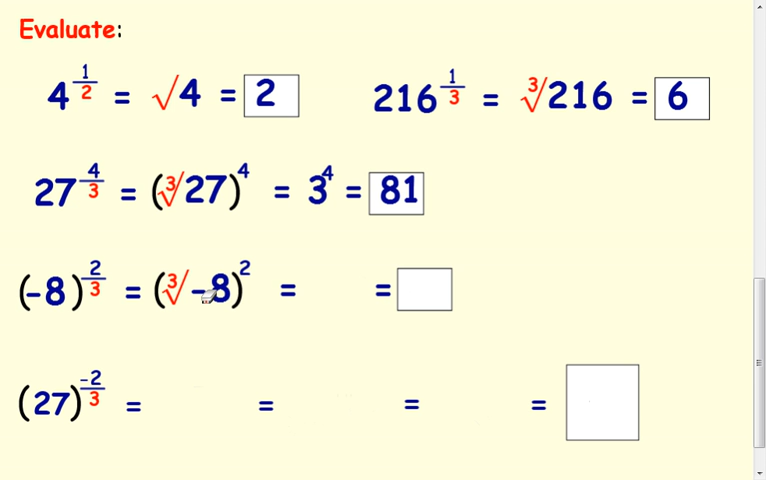 Evaluate:
4^(1/2) = √4 = 2
216^(1/3) = ∛216 = 6
27^(4/3) = (∛27)^4 = 3^4 = 81
(-8)^(2/3) = (∛-8)^2 = =
(27)^(-2/3) = = = =